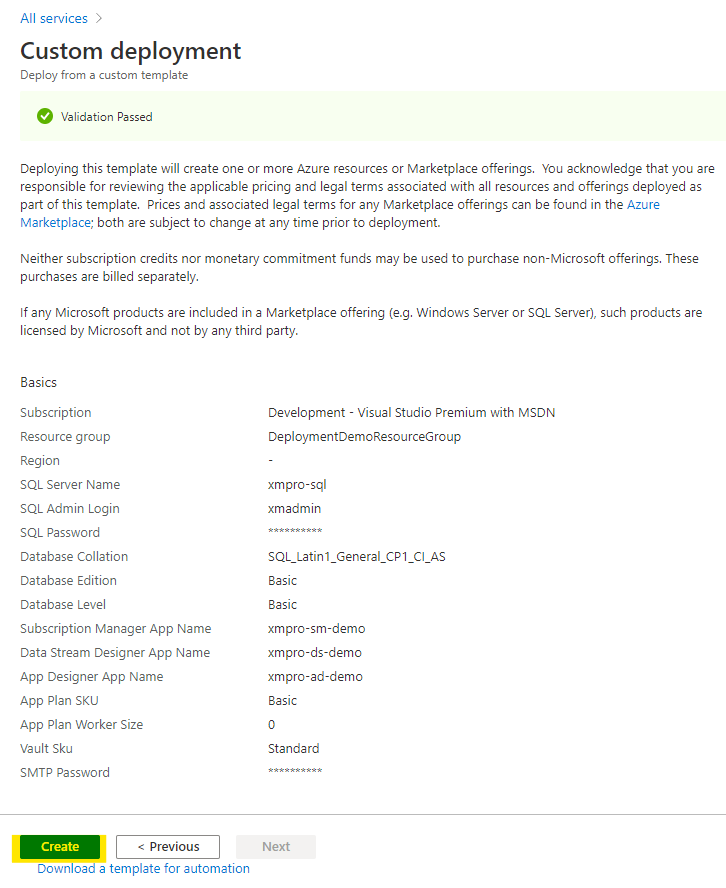 All services >
Custom deployment
Deploy from a custom template
Validation Passed
Deploying this template will create one or more Azure resources or Marketplace offerings. You acknowledge that you are
responsible for reviewing the applicable pricing and legal terms associated with all resources and offerings deployed as
part of this template. Prices and associated legal terms for any Marketplace offerings can be found in the Azure
Marketplace; both are subject to change at any time prior to deployment.
Neither subscription credits nor monetary commitment funds may be used to purchase non-Microsoft offerings. These
purchases are billed separately.
If any Microsoft products are included in a Marketplace offering (e.g. Windows Server or SQL Server), such products are
licensed by Microsoft and not by any third party.
Basics
Subscription Development - Visual Studio Premium with MSDN
Resource group DeploymentDemoResourceGroup
Region -
SQL Server Name xmpro-sql
SQL Admin Login xmadmin
SQL Password **********
Database Collation SQL_Latin1_General_CP1_CI_AS
Database Edition Basic
Database Level Basic
Subscription Manager App Name xmpro-sm-demo
Data Stream Designer App Name xmpro-ds-demo
App Designer App Name xmpro-ad-demo
App Plan SKU Basic
App Plan Worker Size 0
Vault Sku Standard
SMTP Password **********
Create < Previous Next
Download a template for automation